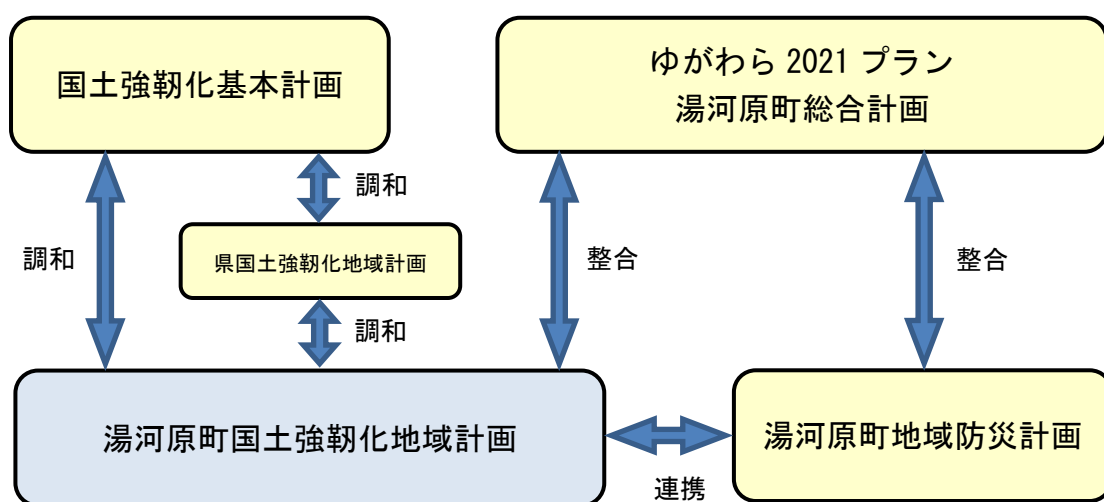 国土強靭化基本計画
ゆがわら 2021 プラン
湯河原町総合計画
調和
調和
県国土強靭化地域計画
整合
整合
調和
湯河原町国土強靭化地域計画
湯河原町地域防災計画
連携